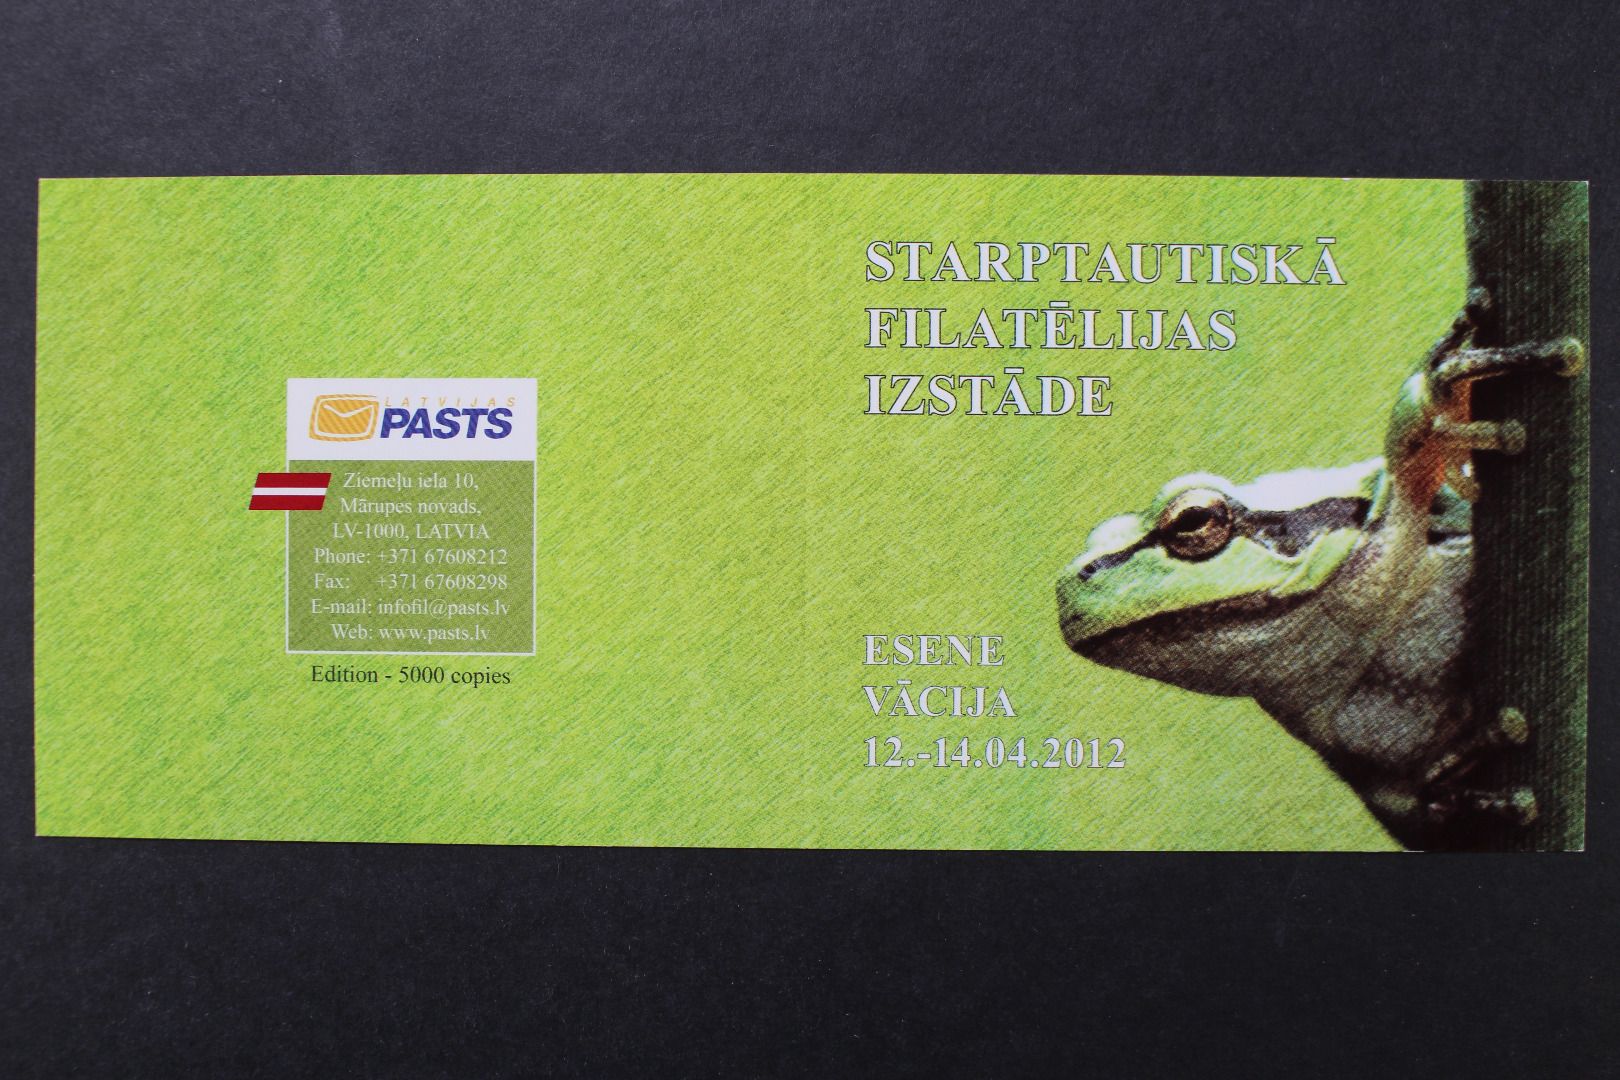 LATVIJAS
PASTS
Ziemeļu iela 10,
Mārupes novads,
LV-1000, LATVIA
Phone: +371 67608212
Fax: +371 67608298
E-mail: infofil@pasts.lv
Web: www.pasts.lv
Edition - 5000 copies
STARPTAUTISKĀ
FILATĒLIJAS
IZSTĀDE
ESENE
VĀCIJA
12.-14.04.2012